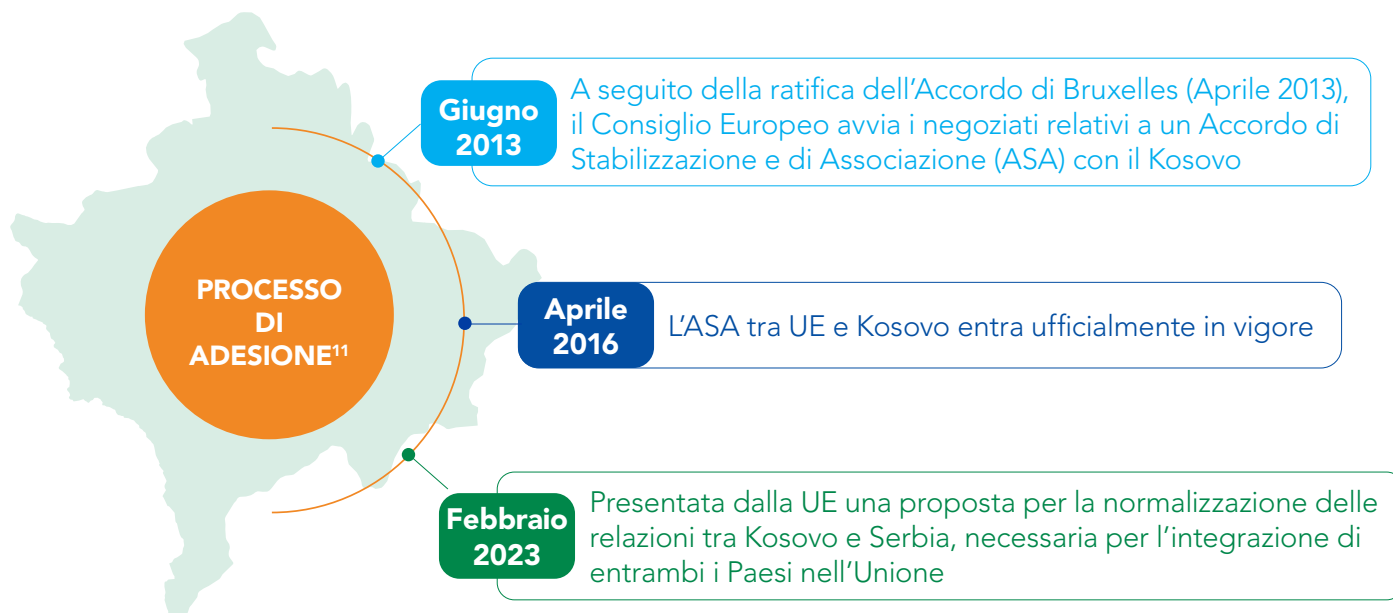 PROCESSO
DI
ADESIONE¹¹
Giugno
2013
A seguito della ratifica dell'Accordo di Bruxelles (Aprile 2013),
il Consiglio Europeo avvia i negoziati relativi a un Accordo di
Stabilizzazione e di Associazione (ASA) con il Kosovo
Aprile
2016
L'ASA tra UE e Kosovo entra ufficialmente in vigore
Febbraio
2023
Presentata dalla UE una proposta per la normalizzazione delle
relazioni tra Kosovo e Serbia, necessaria per l'integrazione di
entrambi i Paesi nell'Unione